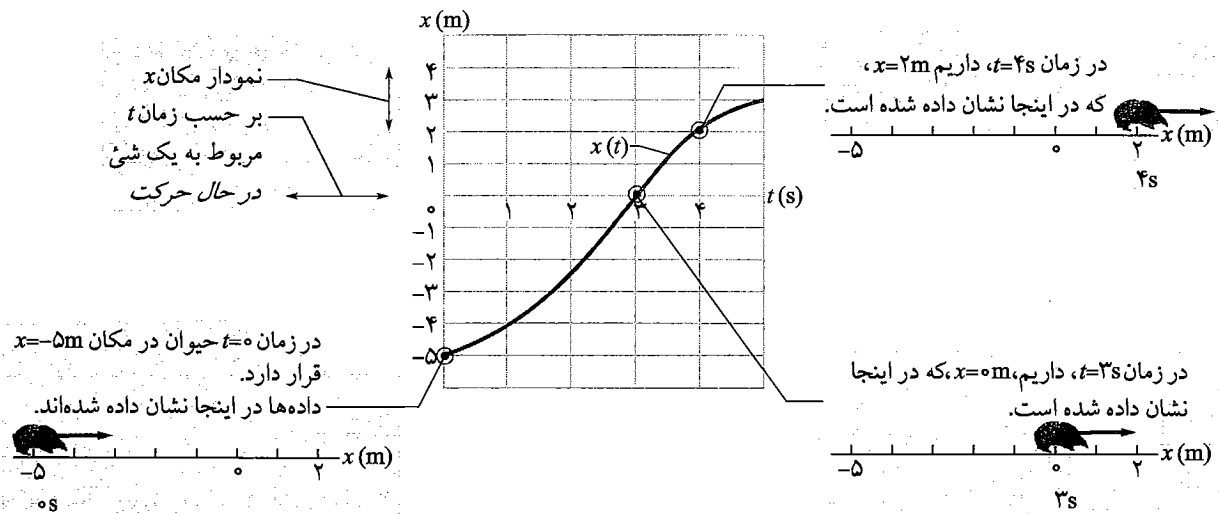 x (m)
نمودار مکان x
بر حسب زمان t
مربوط به یک شئ
در حال حرکت
۴
۳
۲
۱
۰
−۱
−۲
−۳
−۴
−۵
۱
۲
۳
۴
t (s)
x (t)
در زمان t=۴s، داریم x=۲m،
که در اینجا نشان داده شده است.
−۵
۰
۲
x (m)
۴s
در زمان t=۰ حیوان در مکان x=−۵m
قرار دارد.
داده‌ها در اینجا نشان داده شده‌اند.
−۵
۰
۲
x (m)
۰s
در زمان t=۳s، داریم، x=۰m، که در اینجا
نشان داده شده است.
−۵
۰
۲
x (m)
۳s